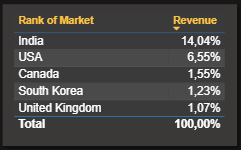 Rank of Market Revenue
India 14,04%
USA 6,55%
Canada 1,55%
South Korea 1,23%
United Kingdom 1,07%
Total 100,00%